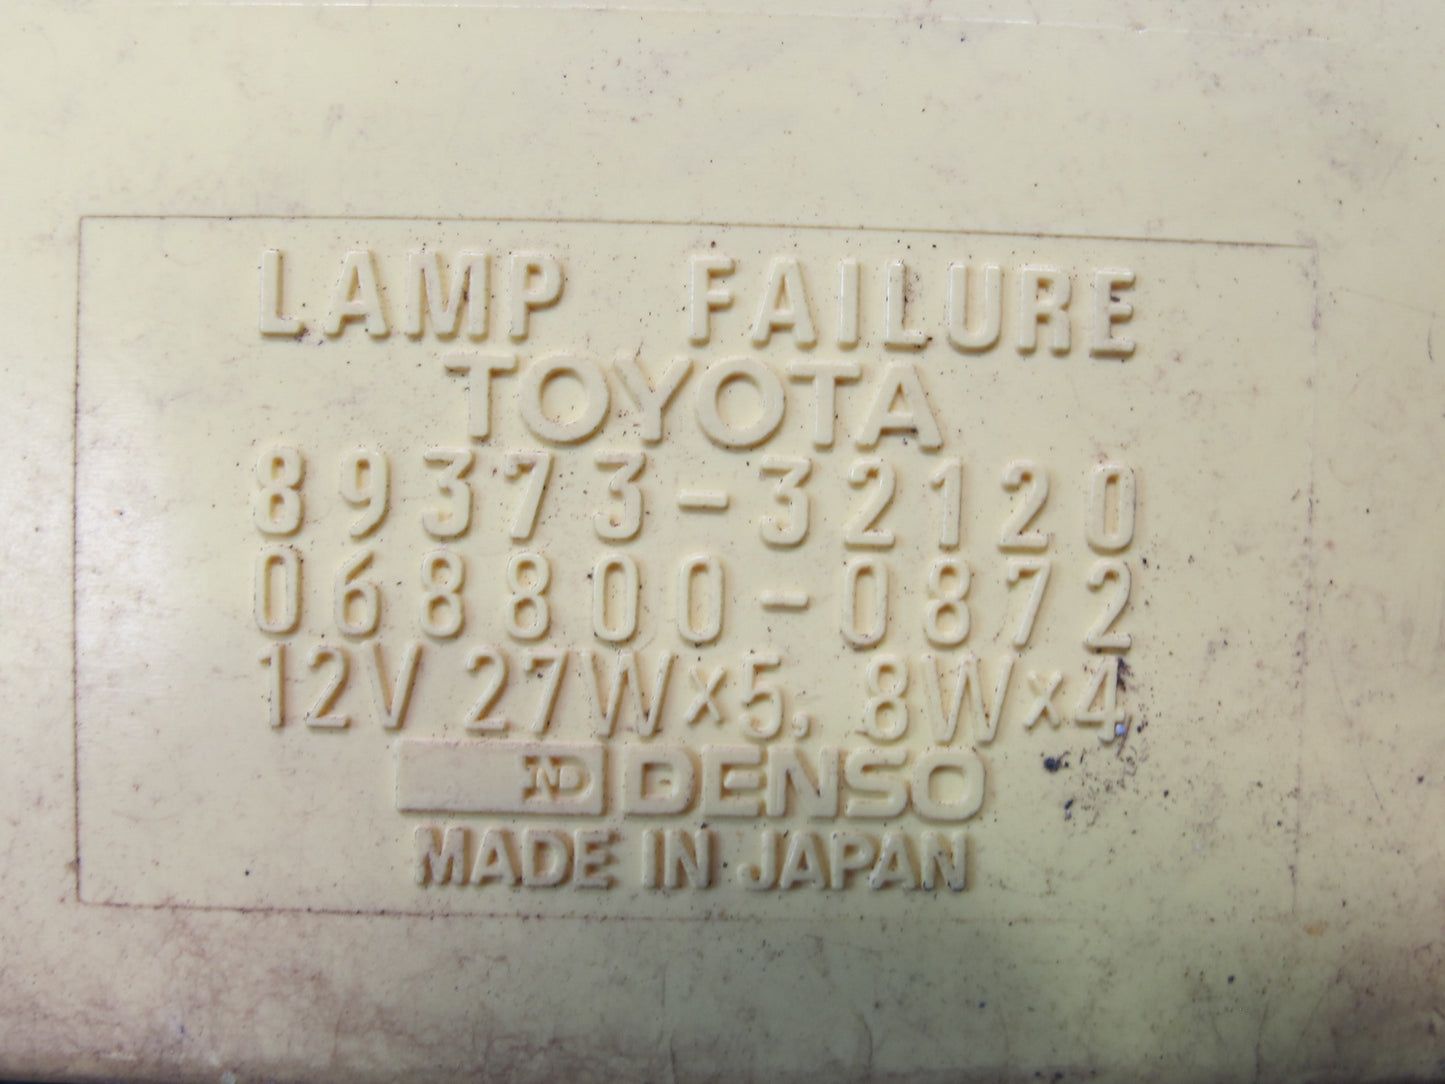 LAMP FAILURE
TOYOTA
89373-32120
068800-0872
12V 27W×5, 8W×4
ND DENSO
MADE IN JAPAN